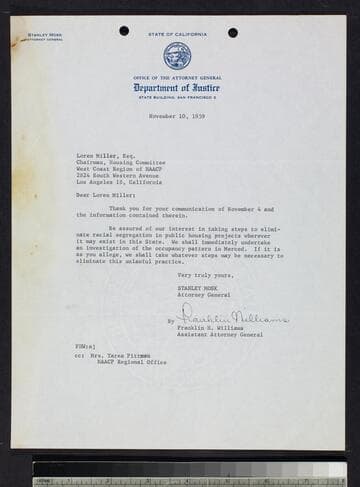 STANLEY MOSK
ATTORNEY GENERAL
STATE OF CALIFORNIA
OFFICE OF THE ATTORNEY GENERAL
Department of Justice
STATE BUILDING, SAN FRANCISCO 2
November 10, 1959
Loren Miller, Esq.
Chairman, Housing Committee
West Coast Region of NAACP
2824 South Western Avenue
Los Angeles 18, California
Dear Loren Miller:
Thank you for your communication of November 4 and
the information contained therein.
Be assured of our interest in taking steps to elimi-
nate racial segregation in public housing projects wherever
it may exist in this State. We shall immediately undertake
an investigation of the occupancy pattern in Merced. If it is
as you allege, we shall take whatever steps may be necessary to
eliminate this unlawful practice.
Very truly yours,
STANLEY MOSK
Attorney General
By Franklin Williams
Franklin H. Williams
Assistant Attorney General
FHW:aj
cc: Mrs. Tarea Pittman
NAACP Regional Office